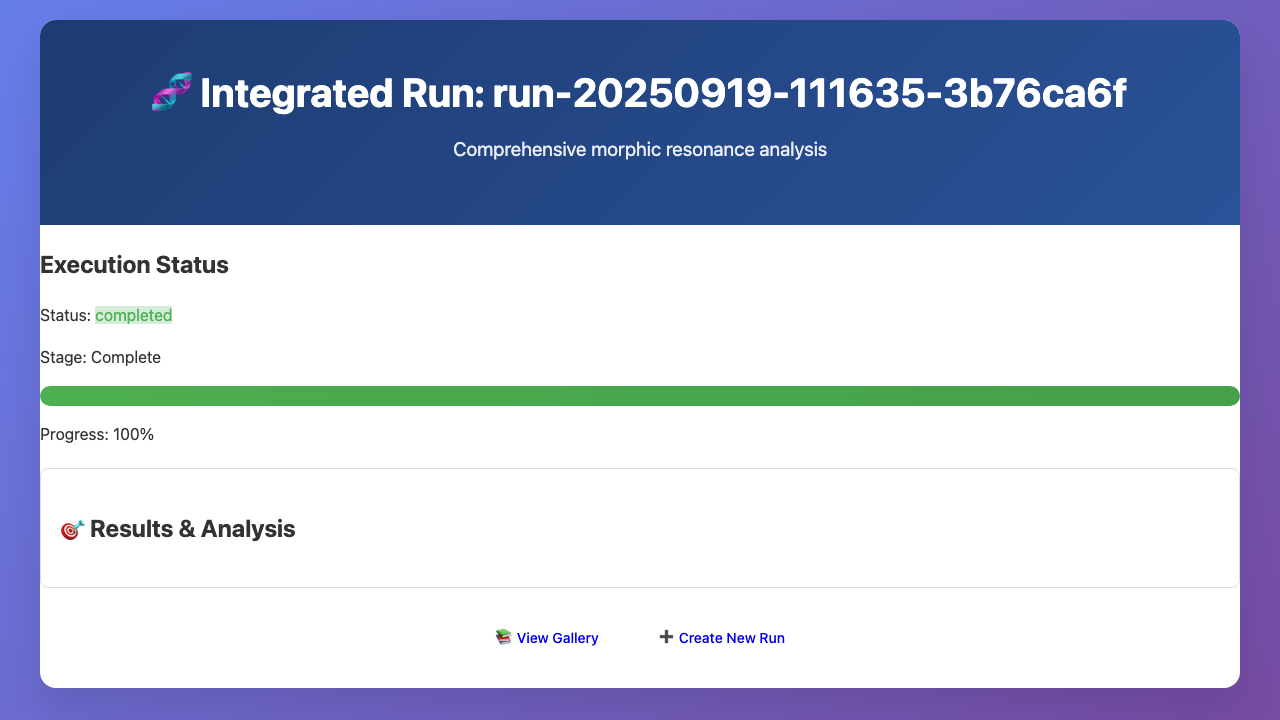 Integrated Run: run-20250919-111635-3b76ca6f
Comprehensive morphic resonance analysis
Execution Status
Status: completed
Stage: Complete
Progress: 100%
Results & Analysis
View Gallery
Create New Run